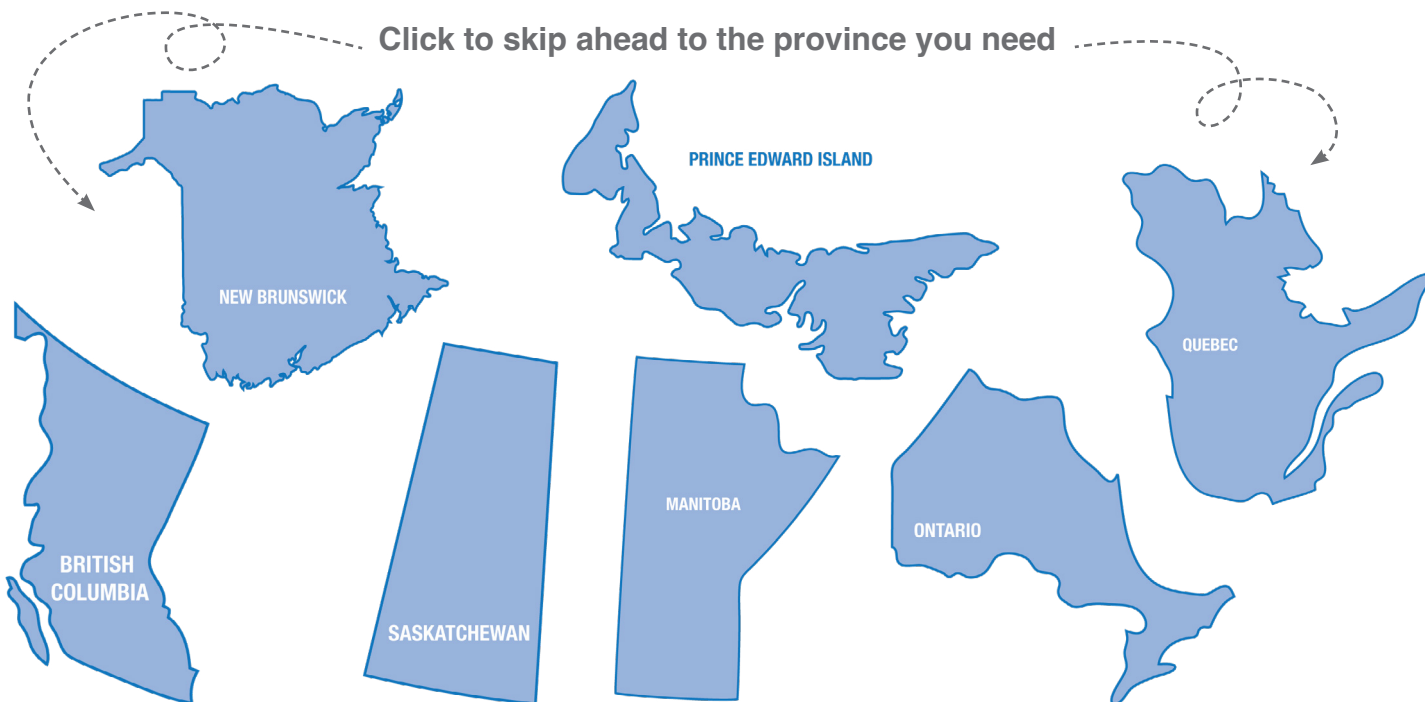 Click to skip ahead to the province you need
PRINCE EDWARD ISLAND
NEW BRUNSWICK
QUEBEC
MANITOBA
ONTARIO
BRITISH
COLUMBIA
SASKATCHEWAN